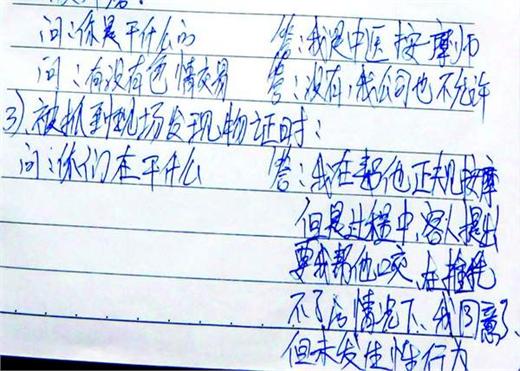 问:你是干什么的 答:我是中医按摩师
问:有没有色情交易 答:没有,我公司也不允许
3)、被抓到现场发现物证时:
问:你们在干什么 答:我在帮他正规按摩
但是过程中,客人提出
要我帮他咬,在推托
不了的情况下、我同意了、
但未发生性行为